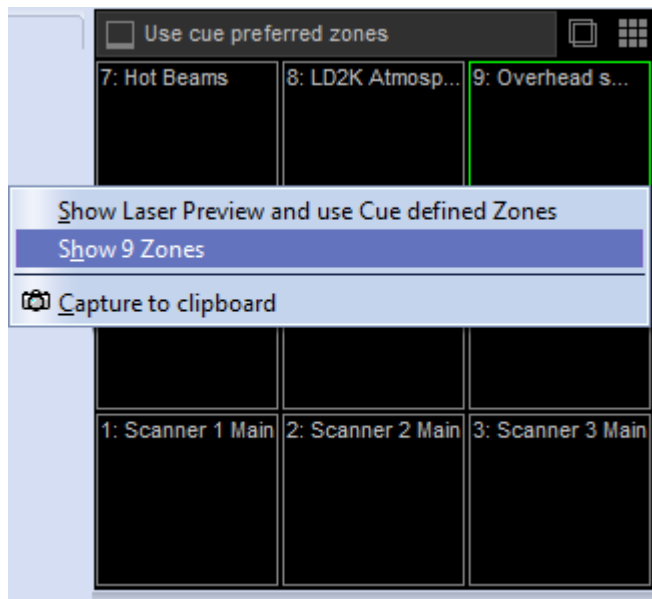 Use cue preferred zones
7: Hot Beams
8: LD2K Atmosp...
9: Overhead s...
Show Laser Preview and use Cue defined Zones
Show 9 Zones
Capture to clipboard
1: Scanner 1 Main
2: Scanner 2 Main
3: Scanner 3 Main